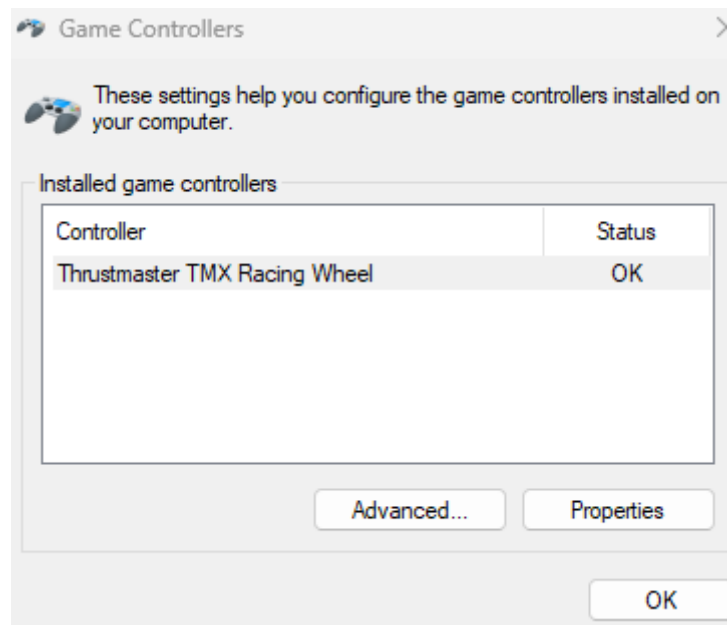 Game Controllers
These settings help you configure the game controllers installed on
your computer.
Installed game controllers
Controller Status
Thrustmaster TMX Racing Wheel OK
Advanced... Properties
OK